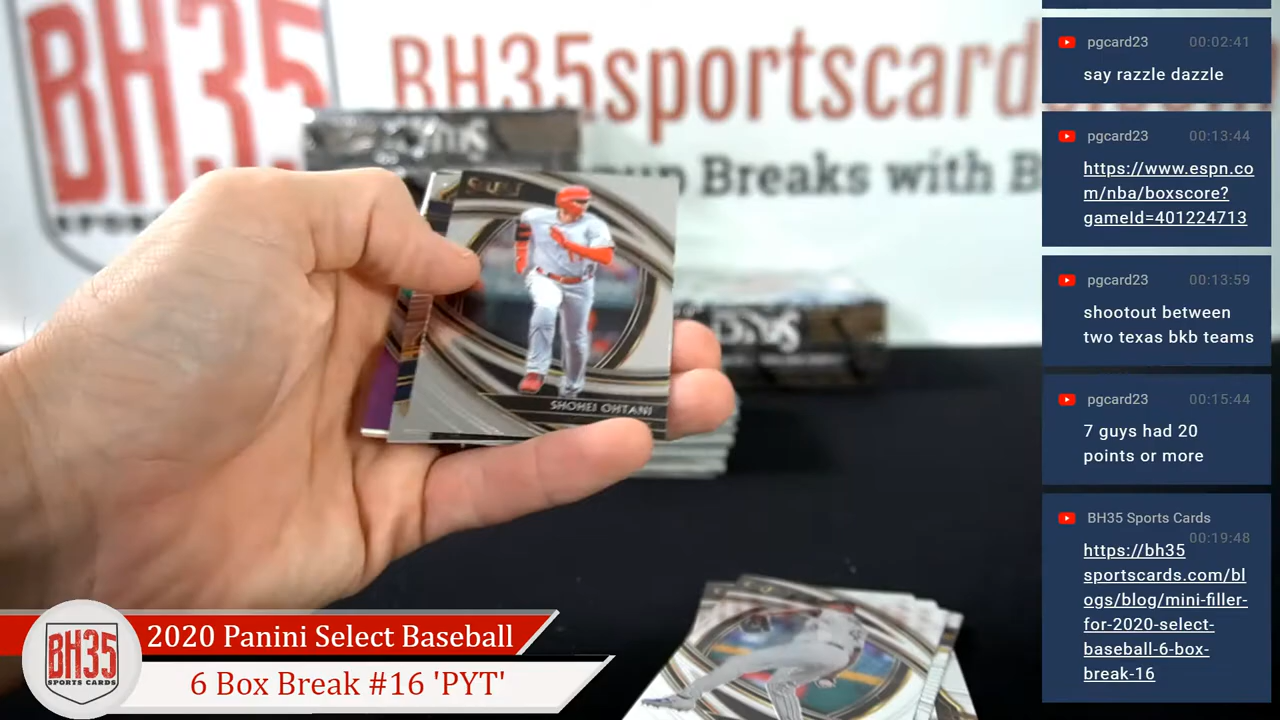 BH35
SPORTS
BH35sportscards.com
Group Breaks with B
SELECT
SHOHEI OHTANI
pgcard23 00:02:41
say razzle dazzle
pgcard23 00:13:44
https://www.espn.co
m/nba/boxscore?
gameId=401224713
pgcard23 00:13:59
shootout between
two texas bkb teams
pgcard23 00:15:44
7 guys had 20
points or more
BH35 Sports Cards
00:19:48
https://bh35
sportscards.com/bl
ogs/blog/mini-filler-
for-2020-select-
baseball-6-box-
break-16
BH35
SPORTS CARDS
2020 Panini Select Baseball
6 Box Break #16 'PYT'